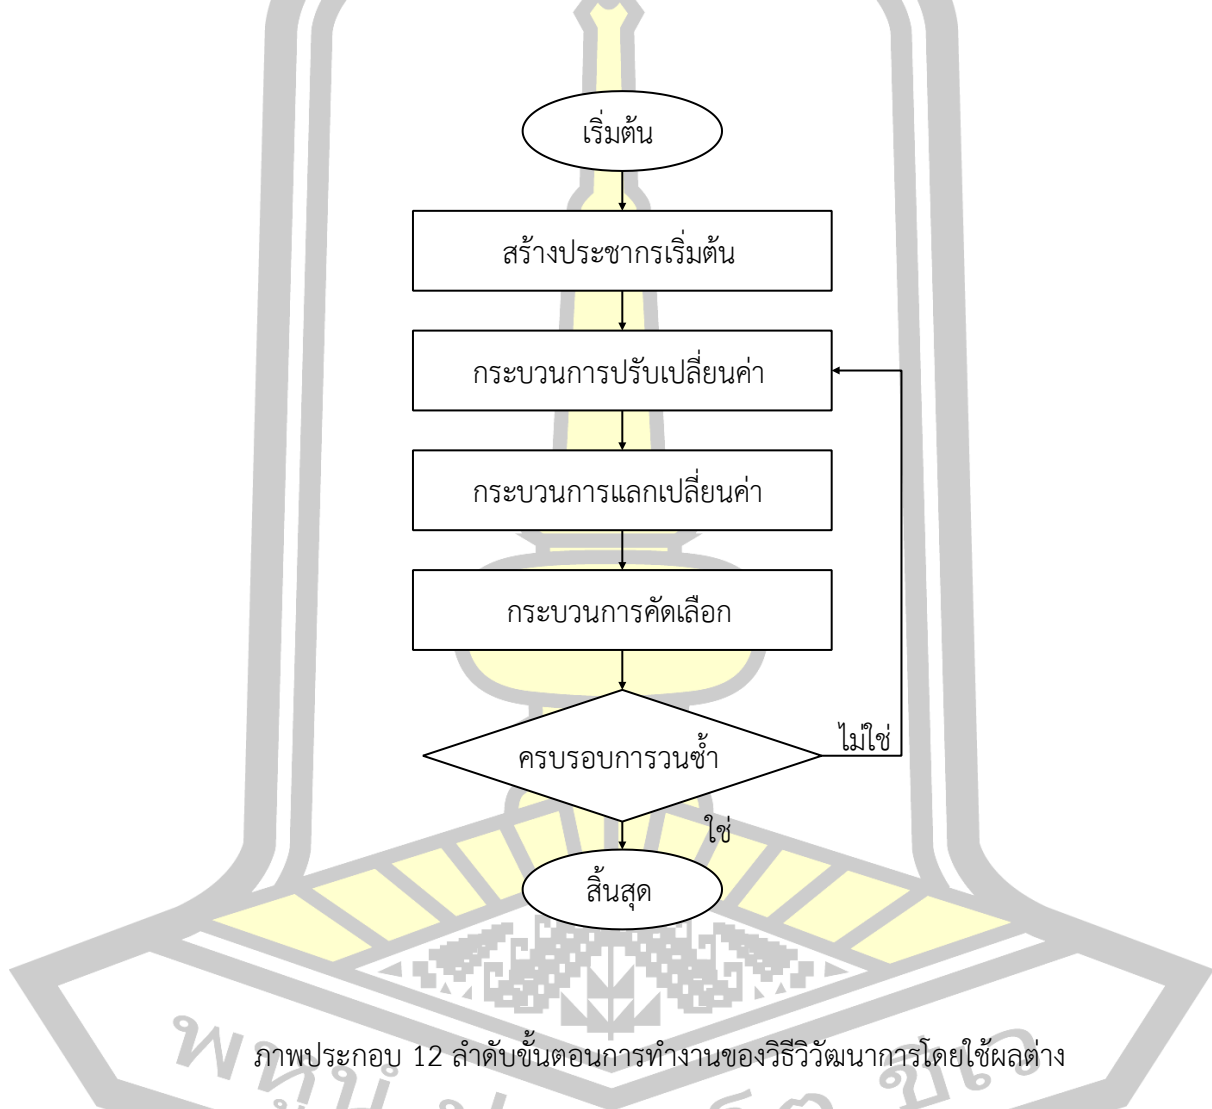 เริ่มต้น
สร้างประชากรเริ่มต้น
กระบวนการปรับเปลี่ยนค่า
กระบวนการแลกเปลี่ยนค่า
กระบวนการคัดเลือก
ครบรอบการวนซ้ำ
ไม่ใช่
ใช่
สิ้นสุด
ภาพประกอบ 12 ลำดับขั้นตอนการทำงานของวิธีวิวัฒนาการโดยใช้ผลต่าง